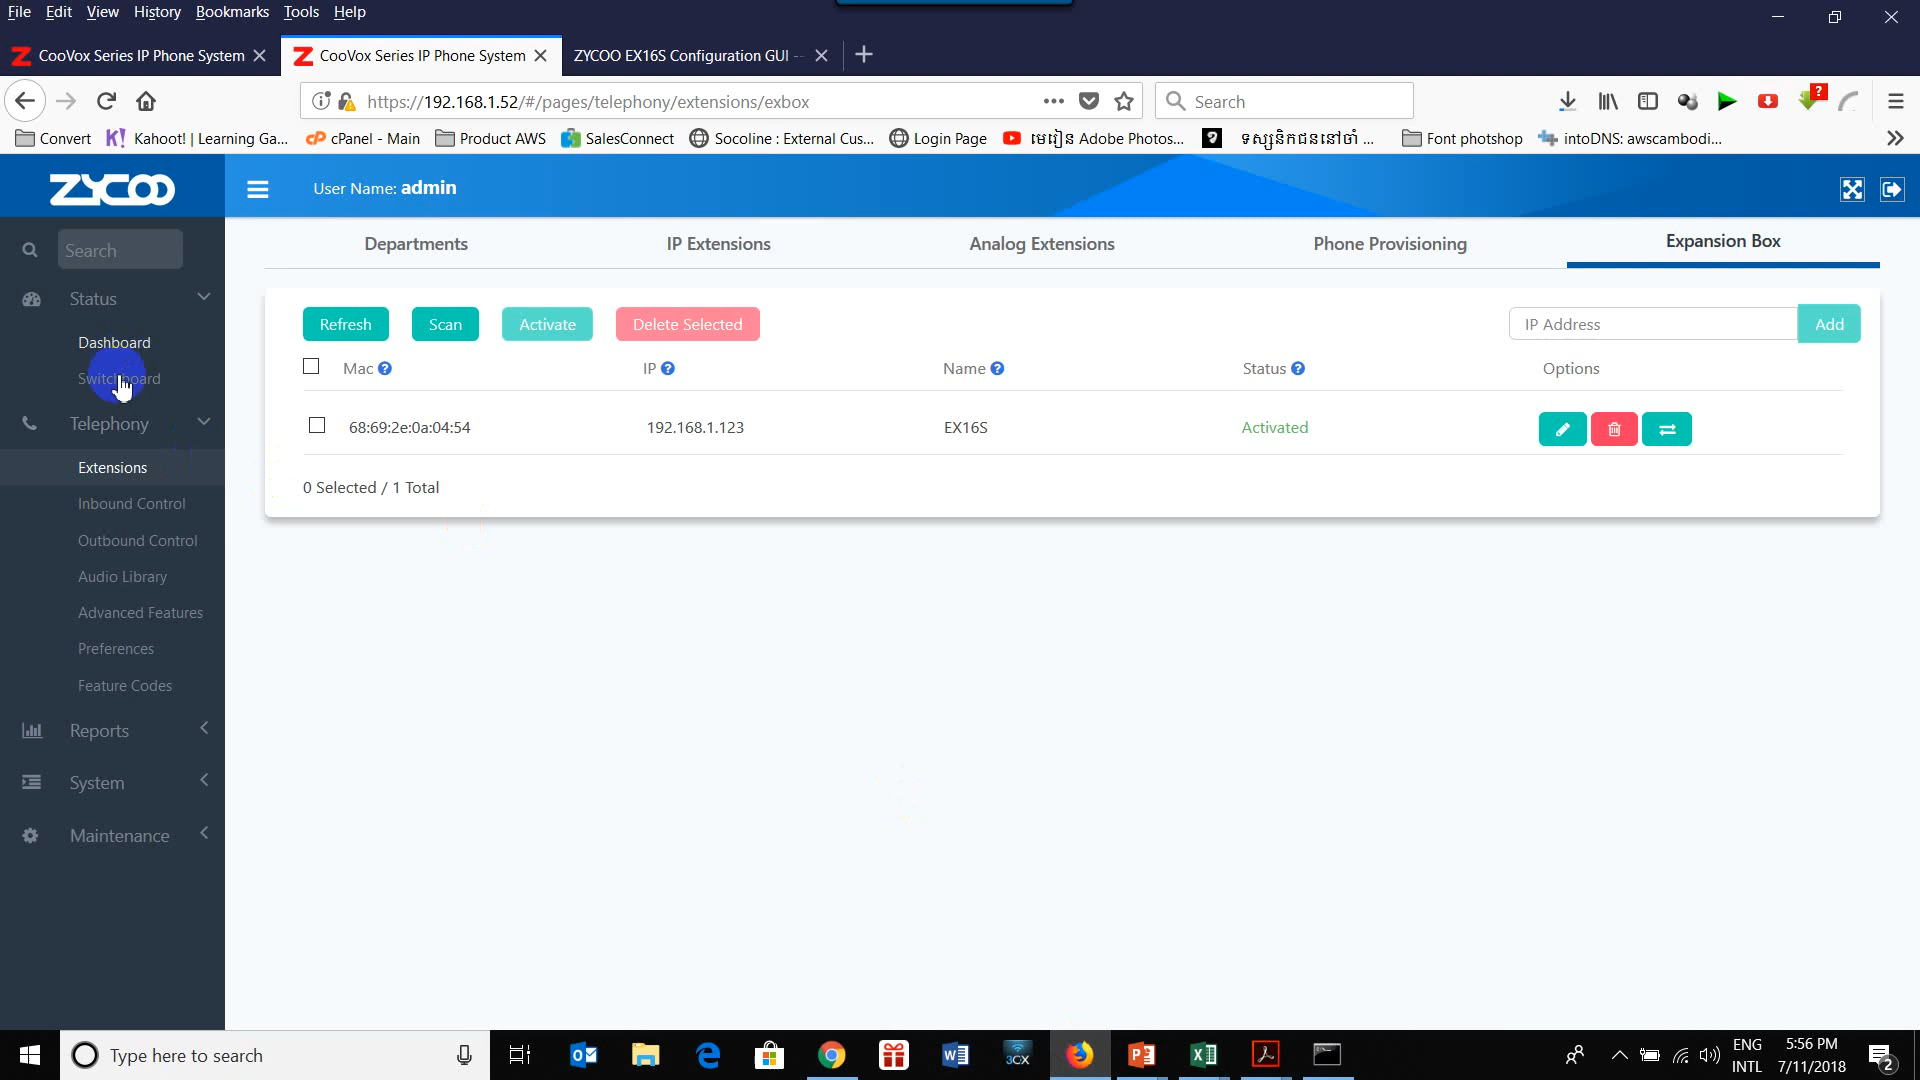 File Edit View History Bookmarks Tools Help
CooVox Series IP Phone System
CooVox Series IP Phone System
ZYCOO EX16S Configuration GUI --
https://192.168.1.52/#/pages/telephony/extensions/exbox
Search
Convert
Kahoot! | Learning Ga...
cPanel - Main
Product AWS
SalesConnect
Socoline : External Cus...
Login Page
មេរៀន Adobe Photos...
ទស្សនិកជននៅចាំ ...
Font photshop
intoDNS: awscambodi...
ZYCOO
User Name: admin
Search
Status
Dashboard
Switchboard
Telephony
Extensions
Inbound Control
Outbound Control
Audio Library
Advanced Features
Preferences
Feature Codes
Reports
System
Maintenance
Departments
IP Extensions
Analog Extensions
Phone Provisioning
Expansion Box
Refresh
Scan
Activate
Delete Selected
IP Address
Add
Mac
IP
Name
Status
Options
68:69:2e:0a:04:54
192.168.1.123
EX16S
Activated
0 Selected / 1 Total
Type here to search
3CX
ENG
INTL
5:56 PM
7/11/2018
2